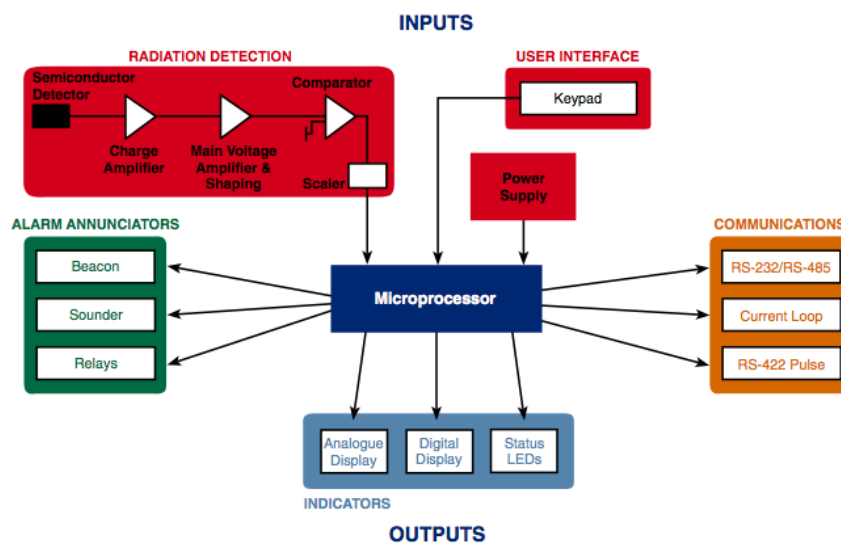 INPUTS
RADIATION DETECTION
USER INTERFACE
Semiconductor
Detector
Comparator
Keypad
Charge
Amplifier
Main Voltage
Amplifier &
Shaping
Scaler
Power
Supply
ALARM ANNUNCIATORS
COMMUNICATIONS
Beacon
Sounder
Relays
Microprocessor
RS-232/RS-485
Current Loop
RS-422 Pulse
Analogue
Display
Digital
Display
Status
LEDs
INDICATORS
OUTPUTS